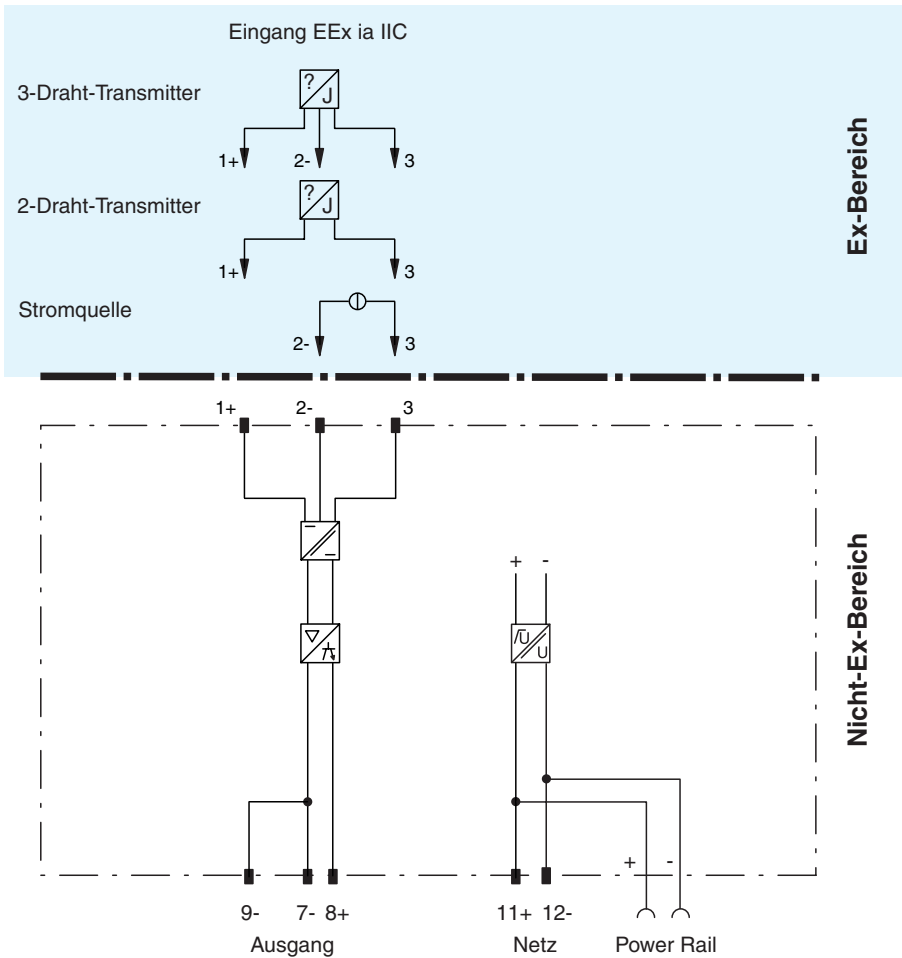 Eingang EEx ia IIC
3-Draht-Transmitter
?
J
1+ 2- 3
2-Draht-Transmitter
?
J
1+ 3
Stromquelle
2- 3
Ex-Bereich
1+ 2- 3
+ -
U
U
Nicht-Ex-Bereich
+ -
9- 7- 8+ 11+ 12-
Ausgang Netz Power Rail